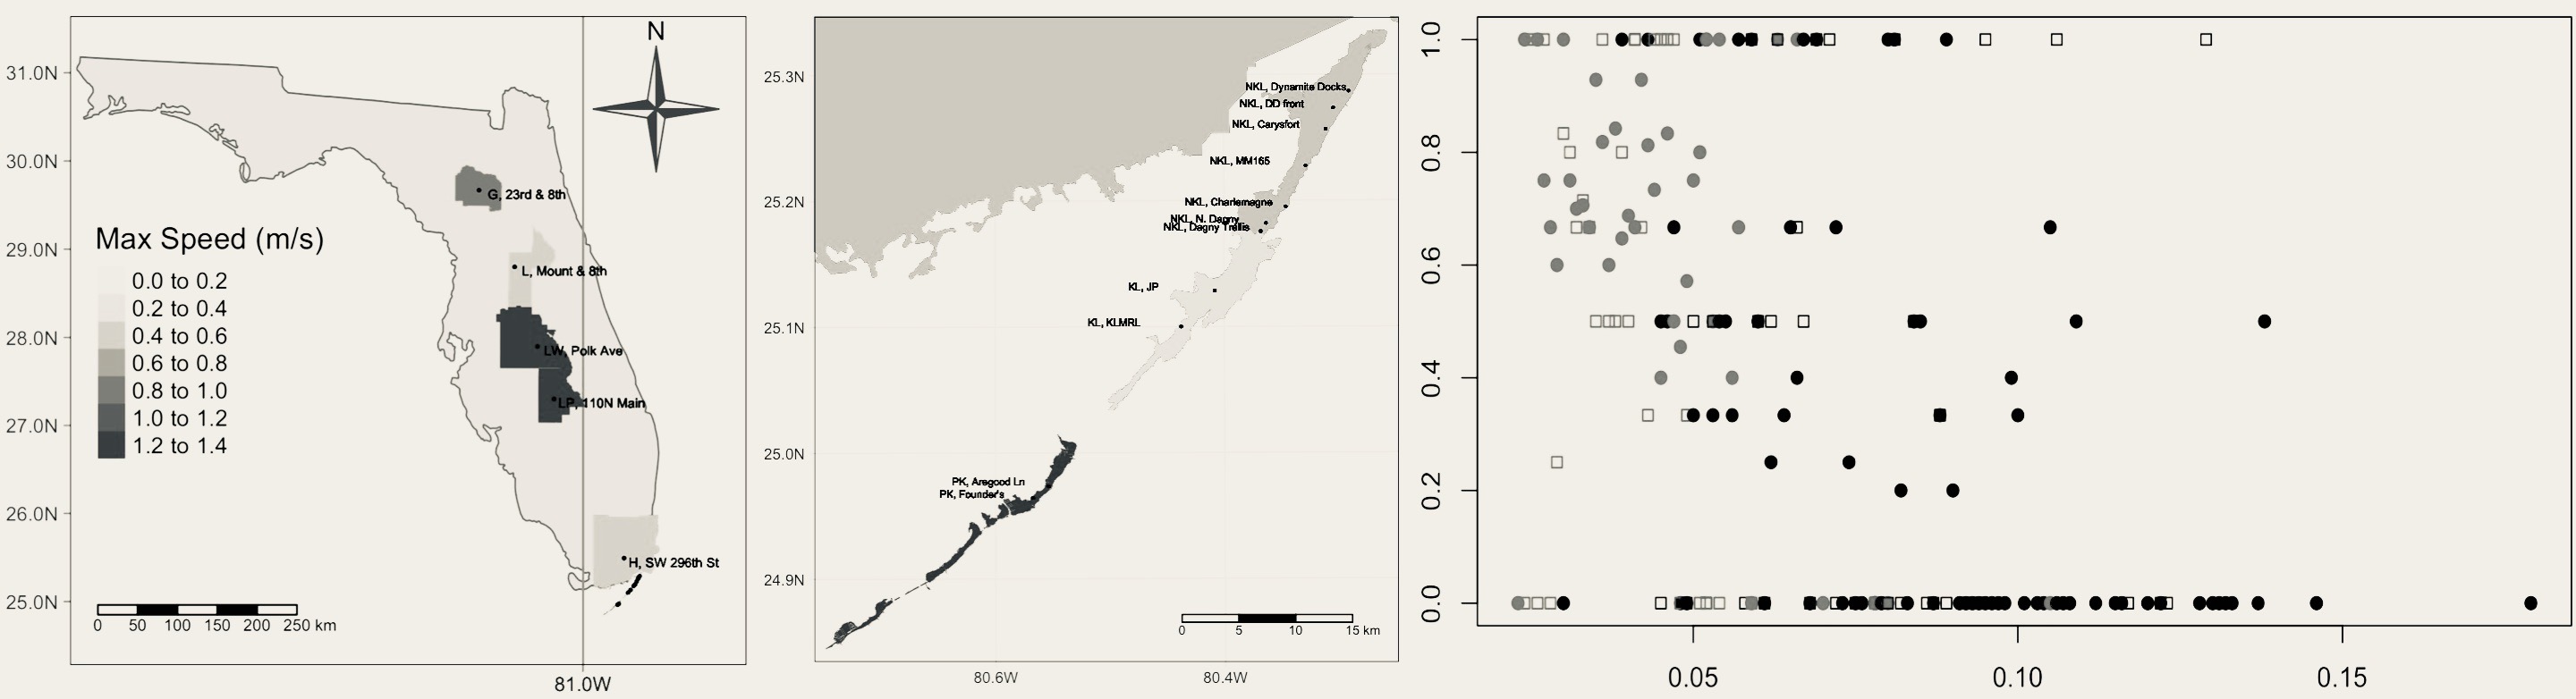 N
31.0N
30.0N
29.0N
28.0N
27.0N
26.0N
25.0N
G, 23rd & 8th
L, Mount & 8th
LW, Polk Ave
LP, 110N Main
H, SW 296th St
Max Speed (m/s)
0.0 to 0.2
0.2 to 0.4
0.4 to 0.6
0.6 to 0.8
0.8 to 1.0
1.0 to 1.2
1.2 to 1.4
0 50 100 150 200 250 km
81.0W
25.3N
25.2N
25.1N
25.0N
24.9N
NKL, Dynamite Docks
NKL, DD front
NKL, Carysfort
NKL, MM165
NKL, Charlemagne
NKL, N. Dagny
NKL, Dagny Trellis
KL, JP
KL, KLMRL
PK, Aregood Ln
PK, Founder's
0 5 10 15 km
80.6W 80.4W
1.0
0.8
0.6
0.4
0.2
0.0
0.05 0.10 0.15